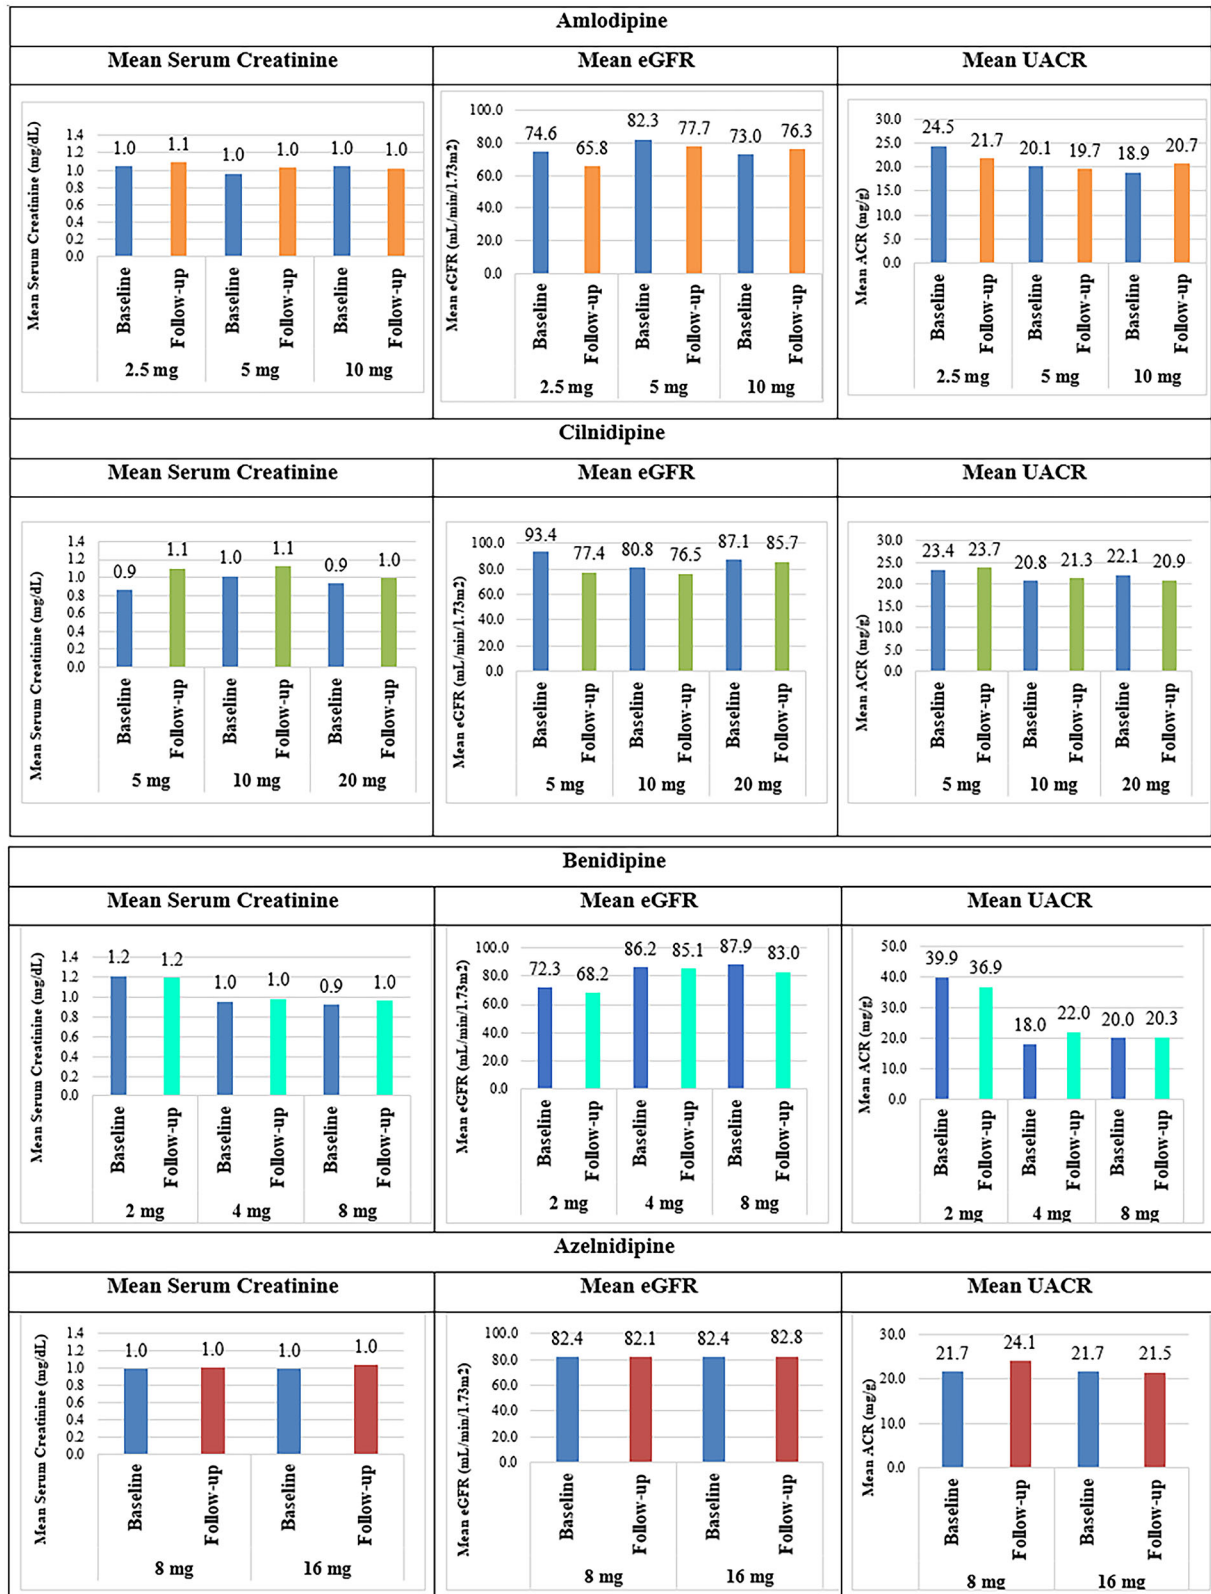 Amlodipine
Mean Serum Creatinine Mean eGFR Mean UACR
Mean Serum Creatinine (mg/dL)
1.4
1.2
1.0
0.8
0.6
0.4
0.2
0.0
1.0 1.1 1.0 1.0 1.0 1.0
Baseline Follow-up Baseline Follow-up Baseline Follow-up
2.5 mg 5 mg 10 mg
Mean eGFR (mL/min/1.73m2)
100.0
80.0
60.0
40.0
20.0
0.0
74.6 65.8 82.3 77.7 73.0 76.3
Baseline Follow-up Baseline Follow-up Baseline Follow-up
2.5 mg 5 mg 10 mg
Mean ACR (mg/g)
30.0
25.0
20.0
15.0
10.0
5.0
0.0
24.5 21.7 20.1 19.7 18.9 20.7
Baseline Follow-up Baseline Follow-up Baseline Follow-up
2.5 mg 5 mg 10 mg
Cilnidipine
Mean Serum Creatinine Mean eGFR Mean UACR
Mean Serum Creatinine (mg/dL)
1.4
1.2
1.0
0.8
0.6
0.4
0.2
0.0
0.9 1.1 1.0 1.1 0.9 1.0
Baseline Follow-up Baseline Follow-up Baseline Follow-up
5 mg 10 mg 20 mg
Mean eGFR (mL/min/1.73m2)
100.0
80.0
60.0
40.0
20.0
0.0
93.4 77.4 80.8 76.5 87.1 85.7
Baseline Follow-up Baseline Follow-up Baseline Follow-up
5 mg 10 mg 20 mg
Mean ACR (mg/g)
30.0
25.0
20.0
15.0
10.0
5.0
0.0
23.4 23.7 20.8 21.3 22.1 20.9
Baseline Follow-up Baseline Follow-up Baseline Follow-up
5 mg 10 mg 20 mg
Benidipine
Mean Serum Creatinine Mean eGFR Mean UACR
Mean Serum Creatinine (mg/dL)
1.4
1.2
1.0
0.8
0.6
0.4
0.2
0.0
1.2 1.2 1.0 1.0 0.9 1.0
Baseline Follow-up Baseline Follow-up Baseline Follow-up
2 mg 4 mg 8 mg
Mean eGFR (mL/min/1.73m2)
100.0
80.0
60.0
40.0
20.0
0.0
72.3 68.2 86.2 85.1 87.9 83.0
Baseline Follow-up Baseline Follow-up Baseline Follow-up
2 mg 4 mg 8 mg
Mean ACR (mg/g)
50.0
40.0
30.0
20.0
10.0
0.0
39.9 36.9 18.0 22.0 20.0 20.3
Baseline Follow-up Baseline Follow-up Baseline Follow-up
2 mg 4 mg 8 mg
Azelnidipine
Mean Serum Creatinine Mean eGFR Mean UACR
Mean Serum Creatinine (mg/dL)
1.4
1.2
1.0
0.8
0.6
0.4
0.2
0.0
1.0 1.0 1.0 1.0
Baseline Follow-up Baseline Follow-up
8 mg 16 mg
Mean eGFR (mL/min/1.73m2)
100.0
80.0
60.0
40.0
20.0
0.0
82.4 82.1 82.4 82.8
Baseline Follow-up Baseline Follow-up
8 mg 16 mg
Mean ACR (mg/g)
30.0
20.0
10.0
0.0
21.7 24.1 21.7 21.5
Baseline Follow-up Baseline Follow-up
8 mg 16 mg